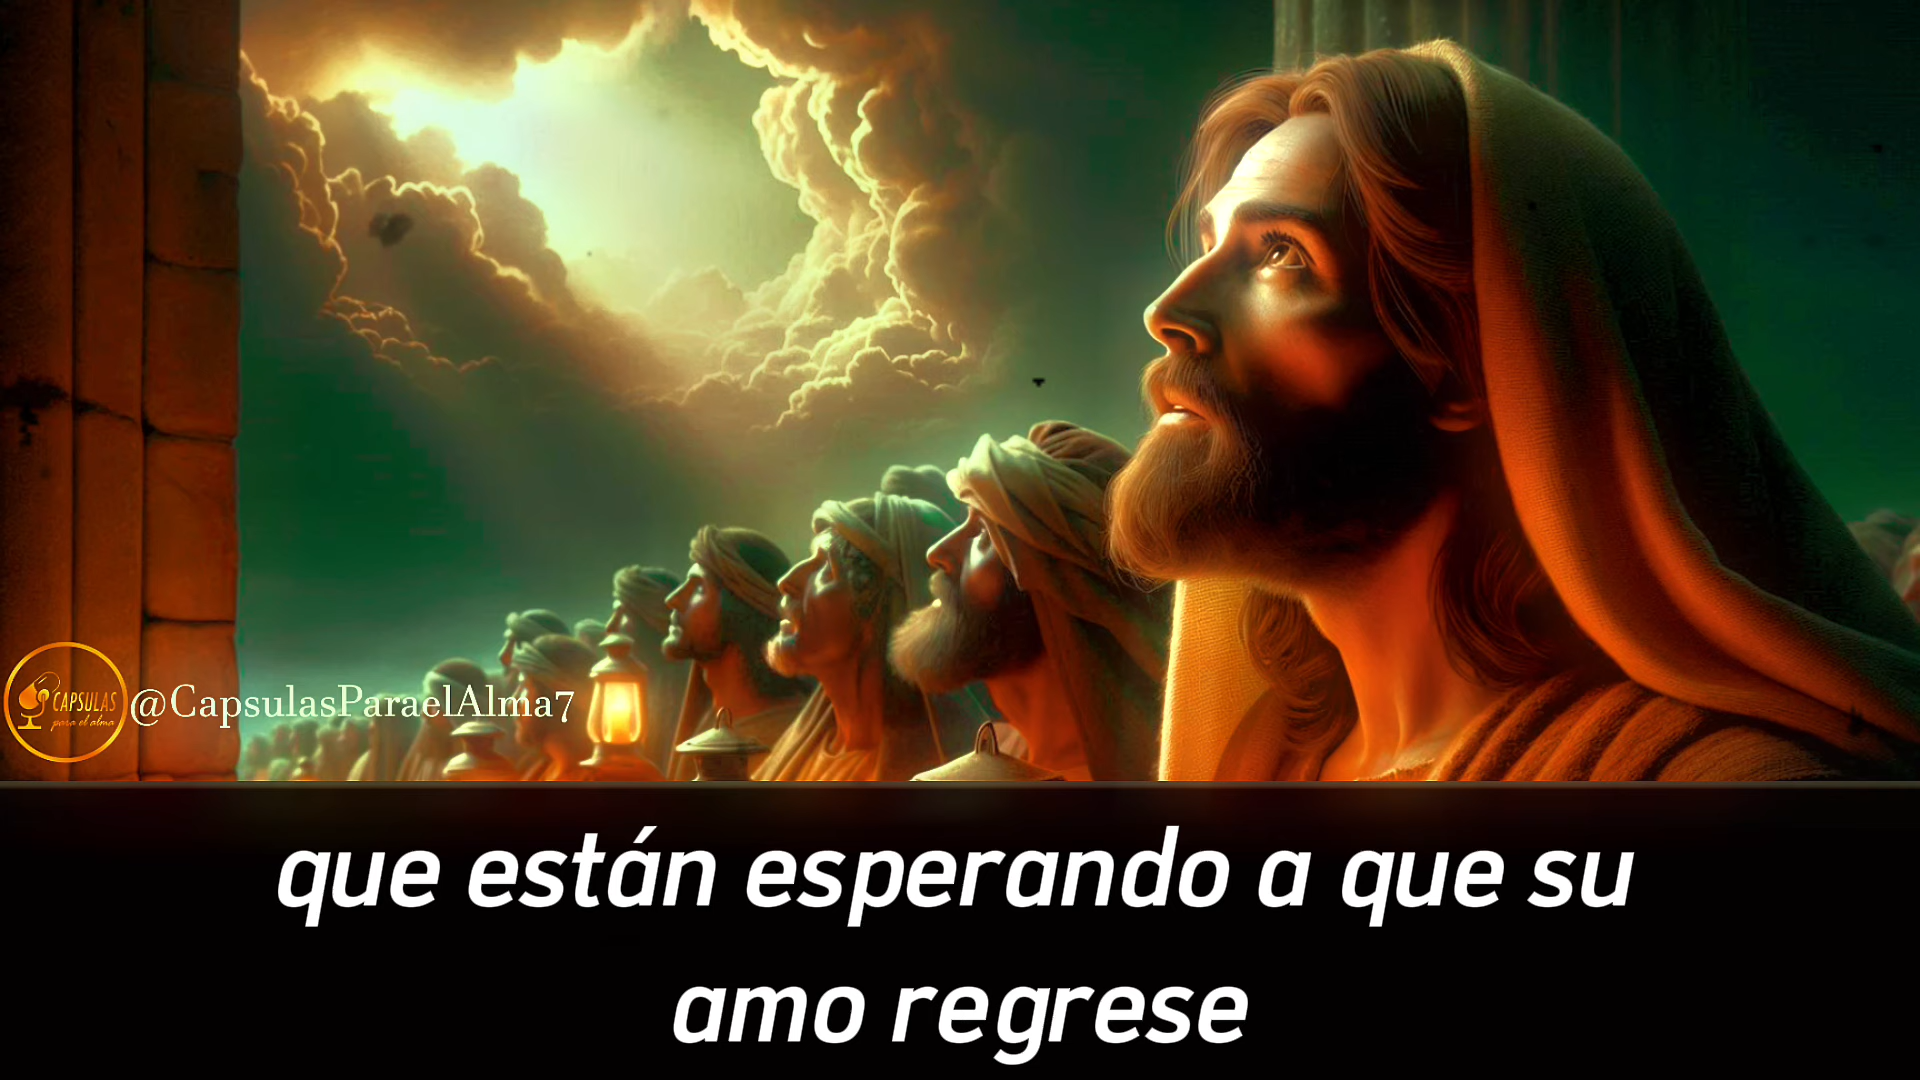 CAPSULAS
para el alma
@CapsulasParaelAlma7
que están esperando a que su
amo regrese